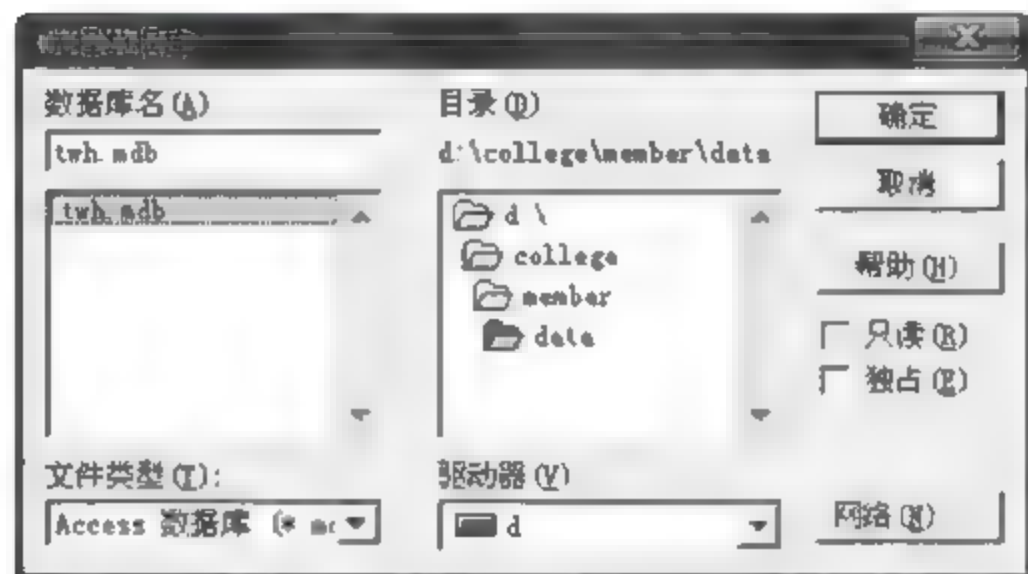 数据库名(A)
twh.mdb
twh.mdb
目录(D)
d:\college\member\data
d:\
college
member
data
确定
取消
帮助(H)
只读(R)
独占(E)
文件类型(T):
Access 数据库 (*.m
驱动器(V)
d
网络(N)